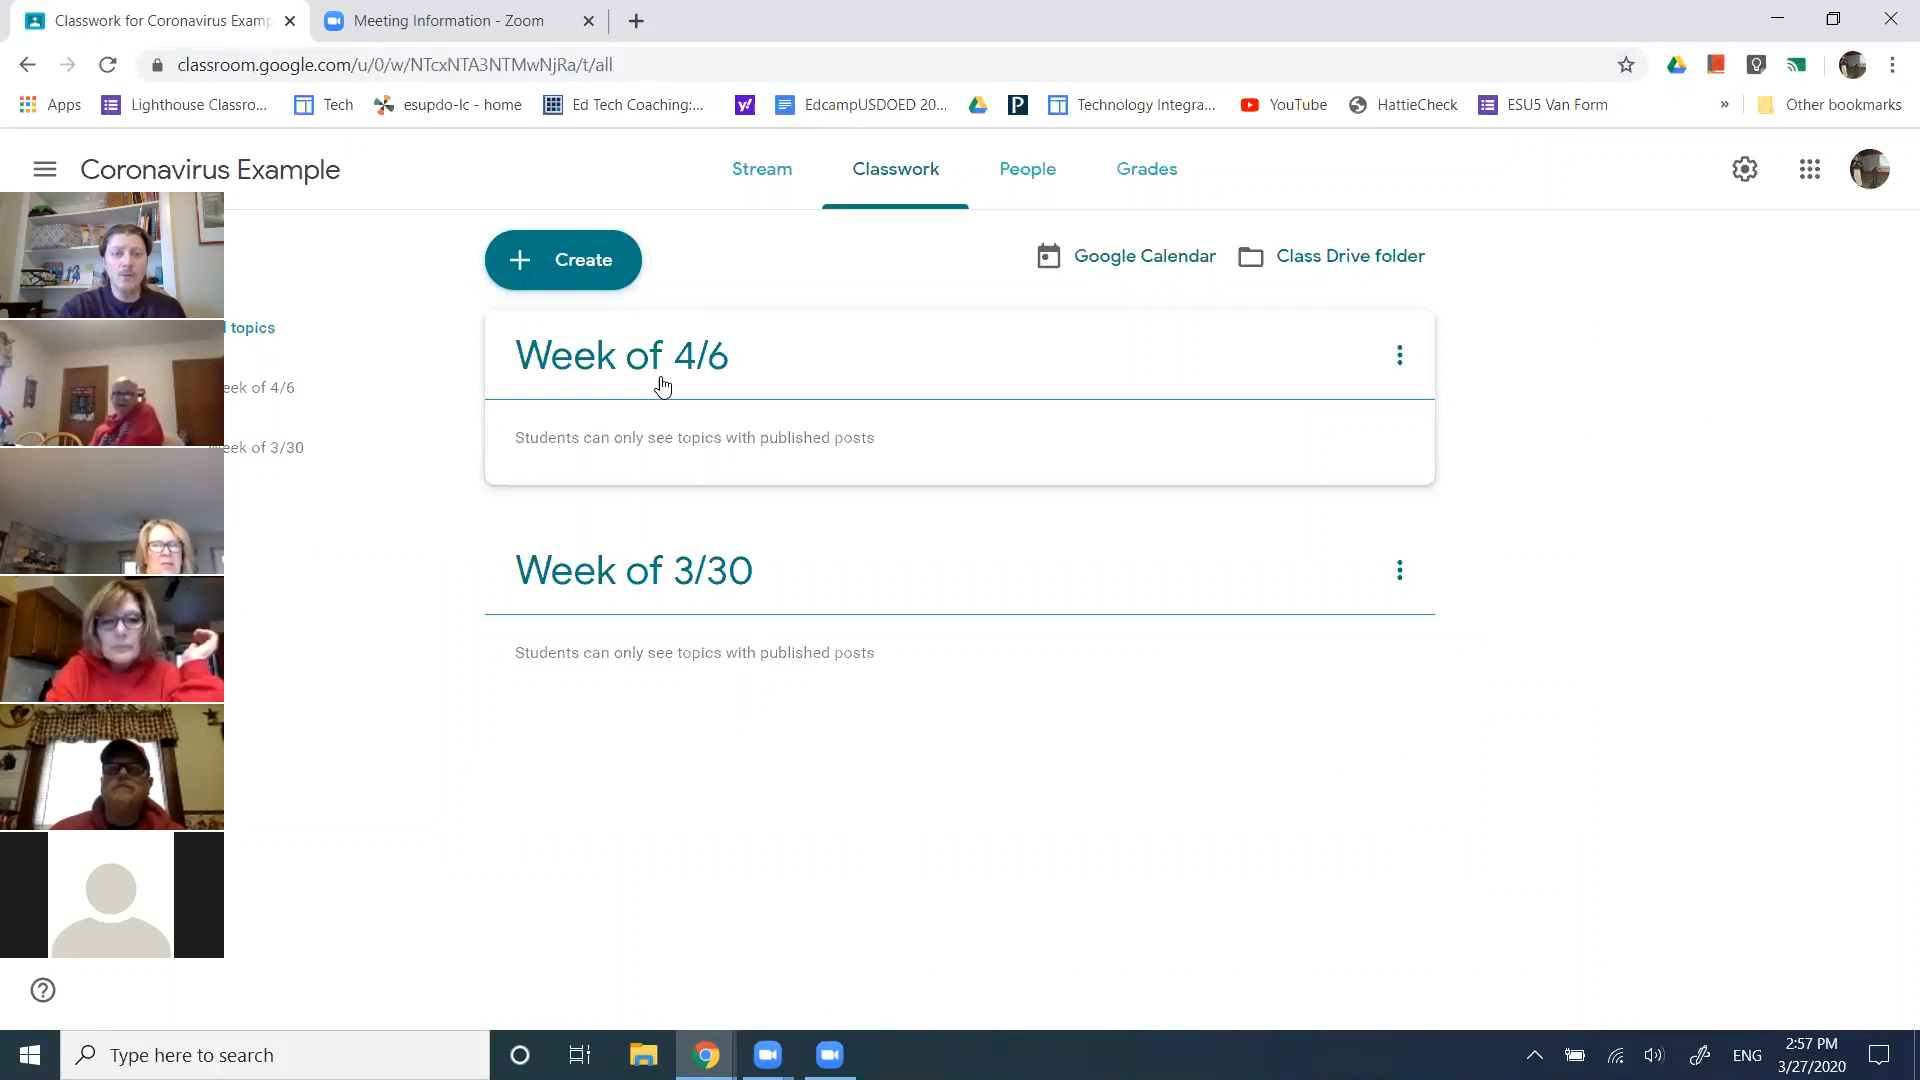 Classwork for Coronavirus Examp
Meeting Information - Zoom
classroom.google.com/u/0/w/NTcxNTA3NTMwNjRa/t/all
Apps
Lighthouse Classro...
Tech
esupdo-lc - home
Ed Tech Coaching:...
EdcampUSDOED 20...
P
Technology Integra...
YouTube
HattieCheck
ESU5 Van Form
»
Other bookmarks
Coronavirus Example
Stream
Classwork
People
Grades
+ Create
Google Calendar
Class Drive folder
l topics
eek of 4/6
eek of 3/30
Week of 4/6
Students can only see topics with published posts
Week of 3/30
Students can only see topics with published posts
Type here to search
ENG
2:57 PM
3/27/2020